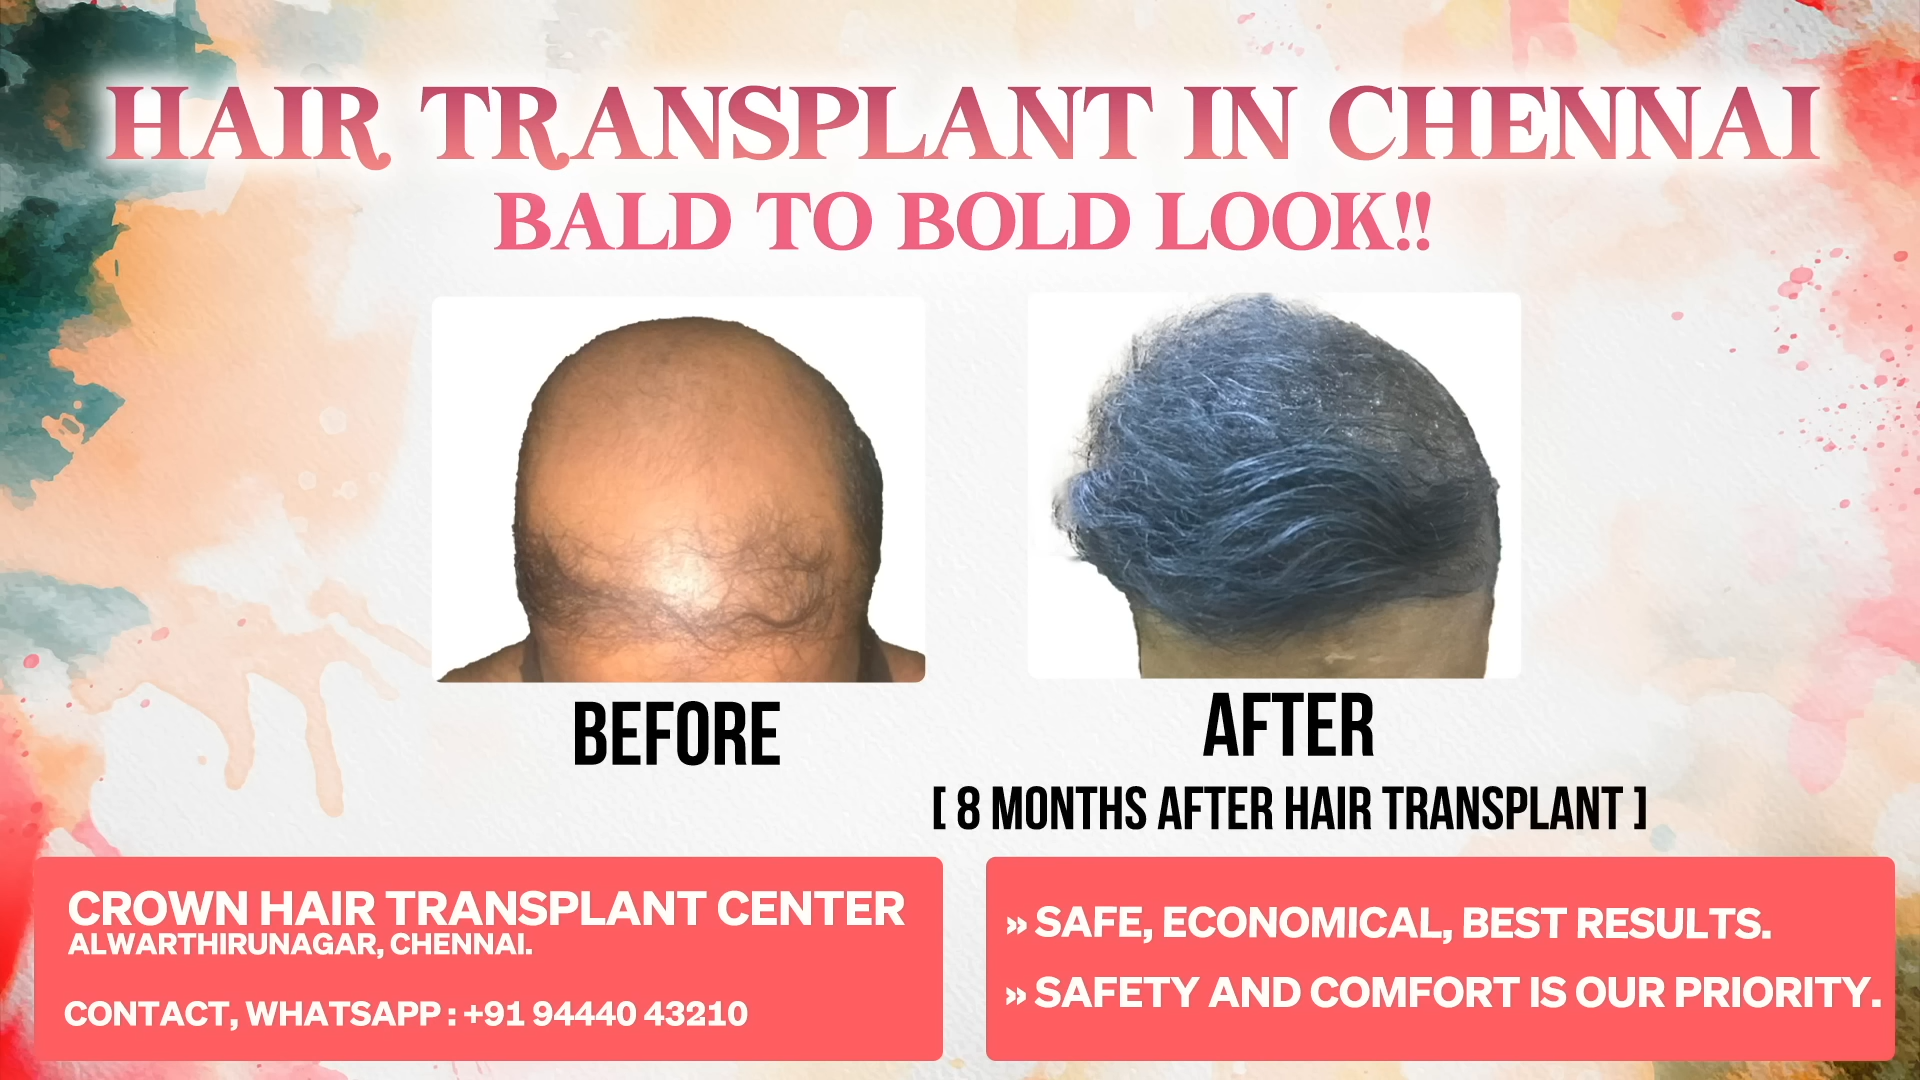 HAIR TRANSPLANT IN CHENNAI
BALD TO BOLD LOOK!!
BEFORE
AFTER
[ 8 MONTHS AFTER HAIR TRANSPLANT ]
CROWN HAIR TRANSPLANT CENTER
ALWARTHIRUNAGAR, CHENNAI.
CONTACT, WHATSAPP : +91 94440 43210
» SAFE, ECONOMICAL, BEST RESULTS.
» SAFETY AND COMFORT IS OUR PRIORITY.